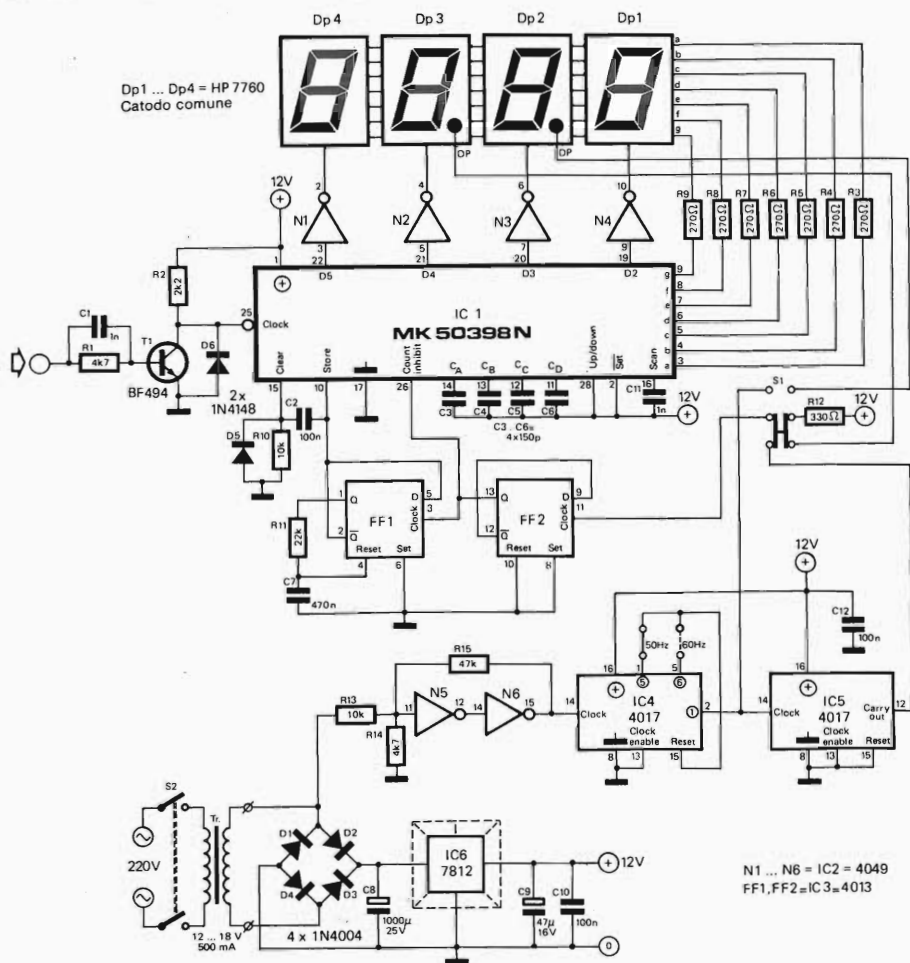 Dp4 Dp3 Dp2 Dp1
Dp1 ... Dp4 = HP 7760
Catodo comune
a
b
c
d
e
f
g
DP DP
12V
2 4 6 10
N1 N2 N3 N4
3 5 7 9
22 21 20 19
D5 D4 D3 D2
R9 R8 R7 R6 R5 R4 R3
270Ω 270Ω 270Ω 270Ω 270Ω 270Ω 270Ω
R2
2k2
1
25
Clock
IC 1
MK 50398N
g 9
f 8
e 7
d 6
c 5
b 4
a 3
C1
1n
R1
4k7
T1
BF494
D6
2x
1N4148
Clear
Store
Count inhibit
CA CB CC CD
Up/down
Set
Scan
15 10 17 26 14 13 12 11 28 2 16
C3 C4 C5 C6
C3 . C6=
4x150p
C11
1n
12V
C2
100n
D5
R10
10k
S1
R12
330Ω
12V
R11
22k
C7
470n
1 Q D 5
3
Clock
2 Q
FF1
Reset Set
4 6
13 Q D 9
11
Clock
12 Q
FF2
Reset Set
10 8
12V
C12
100n
R15
47k
R13
10k
R14
4k7
N5 N6
11 12 14 15
50Hz 60Hz
16 1 5
5 6
14
Clock
IC4
4017
1 2
Clock enable
Reset
8 13 15
16
14
Clock
IC5
4017
Carry out
12
Clock enable
Reset
8 13 15
S2
220V
Tr.
12 ... 18 V
500 mA
D1 D2
D4 D3
4 x 1N4004
C8
1000µ
25V
IC6
7812
C9
47µ
16V
C10
100n
12V
0
N1 ... N6 = IC2 = 4049
FF1,FF2=IC3=4013